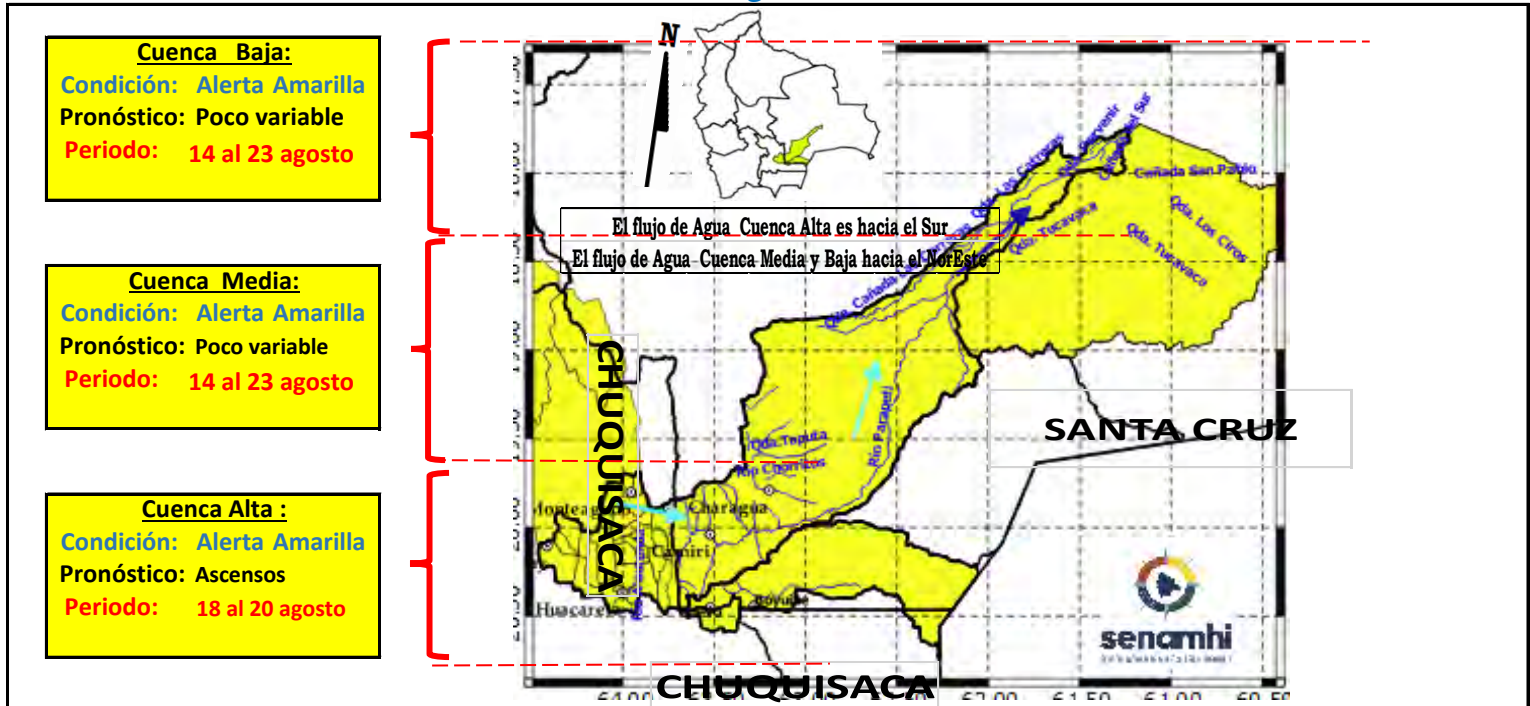 Cuenca Baja:
Condición: Alerta Amarilla
Pronóstico: Poco variable
Periodo: 14 al 23 agosto
Cuenca Media:
Condición: Alerta Amarilla
Pronóstico: Poco variable
Periodo: 14 al 23 agosto
Cuenca Alta :
Condición: Alerta Amarilla
Pronóstico: Ascensos
Periodo: 18 al 20 agosto
N
El flujo de Agua Cuenca Alta es hacia el Sur
El flujo de Agua Cuenca Media y Baja hacia el NorEste
Cañada San Pablo
Qda. Los Ciros
Qda. Tucavaca
Qda. Tucavaca
Rio Parapeti
Qda. Taputa
Rio Chorritos
Charagua
Camiri
CHUQUISACA
SANTA CRUZ
CHUQUISACA
senamhi